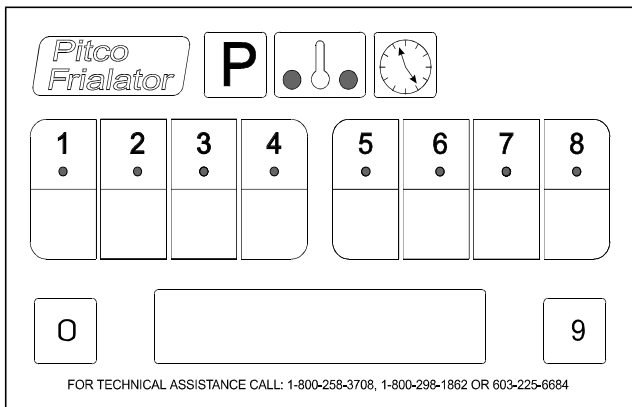 Pitco
Frialator
P
1 2 3 4 5 6 7 8
0 9
FOR TECHNICAL ASSISTANCE CALL: 1-800-258-3708, 1-800-298-1862 OR 603-225-6684